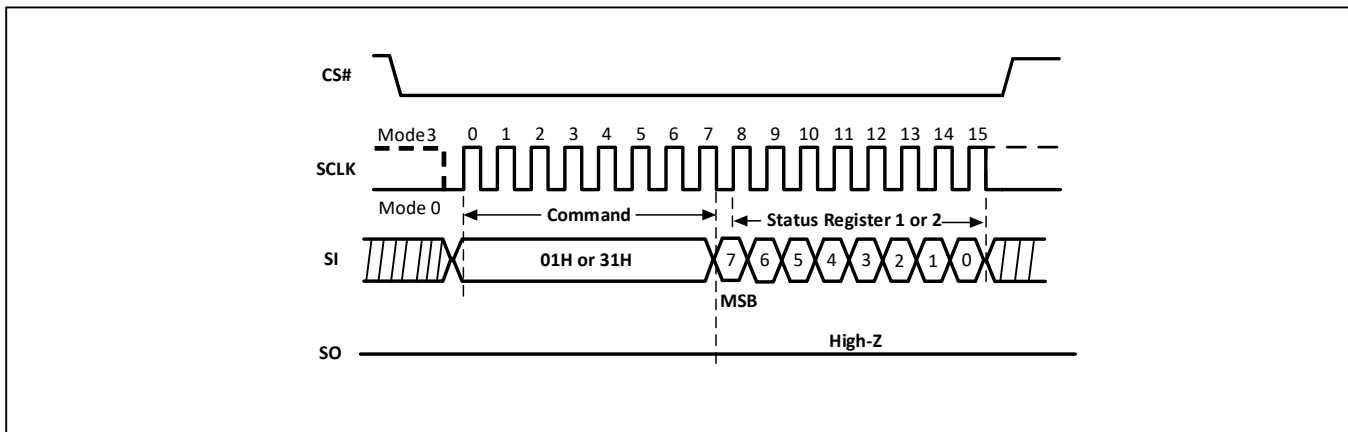 CS#
Mode3 0 1 2 3 4 5 6 7 8 9 10 11 12 13 14 15
SCLK
Mode 0
Command Status Register 1 or 2
SI 01H or 31H 7 6 5 4 3 2 1 0
MSB
High-Z
SO